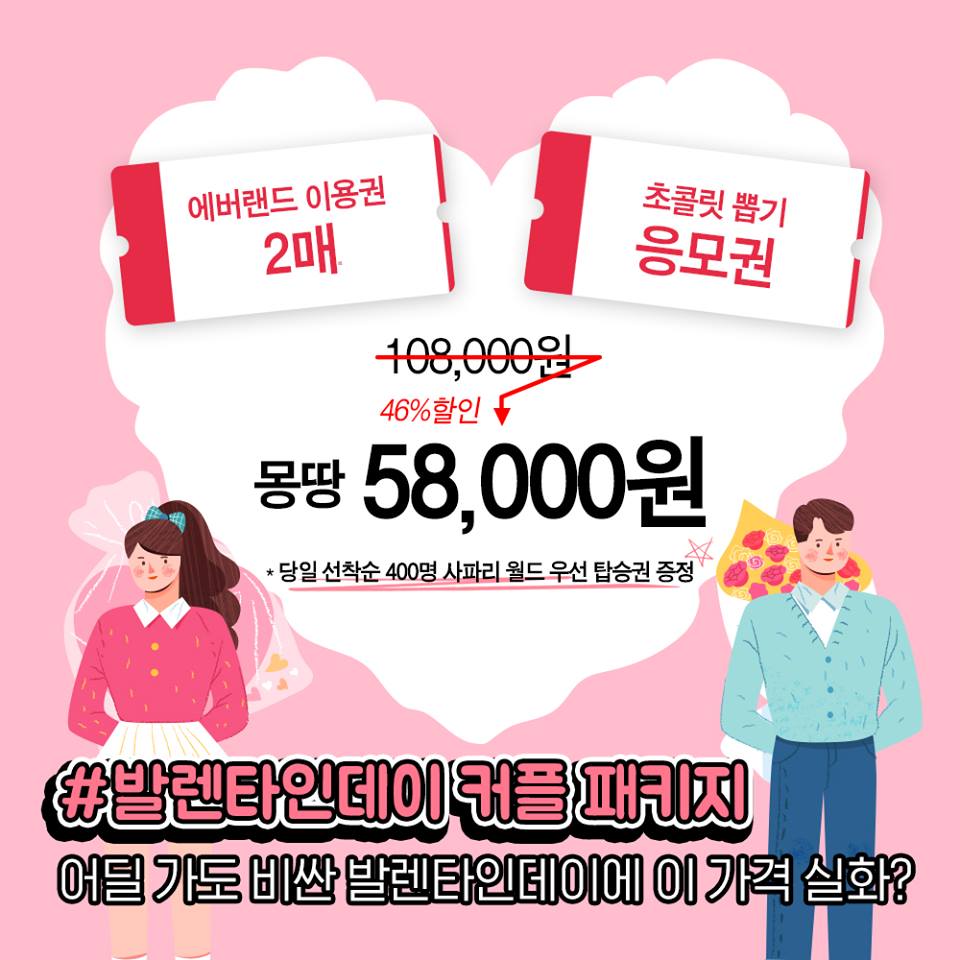 에버랜드 이용권
2매
초콜릿 뽑기
응모권
108,000원
46%할인
몽땅 58,000원
* 당일 선착순 400명 사파리 월드 우선 탑승권 증정
#발렌타인데이 커플 패키지
어딜 가도 비싼 발렌타인데이에 이 가격 실화?